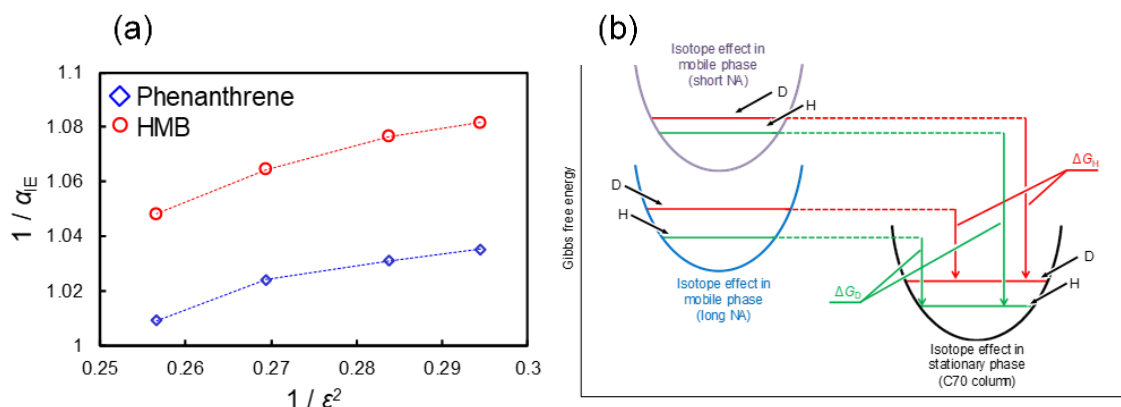 (a)
1.1
1.08
1.06
1.04
1.02
1
1 / αIE
Phenanthrene
HMB
0.25
0.26
0.27
0.28
0.29
0.3
1 / ε²
(b)
Gibbs free energy
Isotope effect in
mobile phase
(short NA)
D
H
D
H
Isotope effect in
mobile phase
(long NA)
ΔGH
ΔGD
D
H
Isotope effect in
stationary phase
(C70 column)